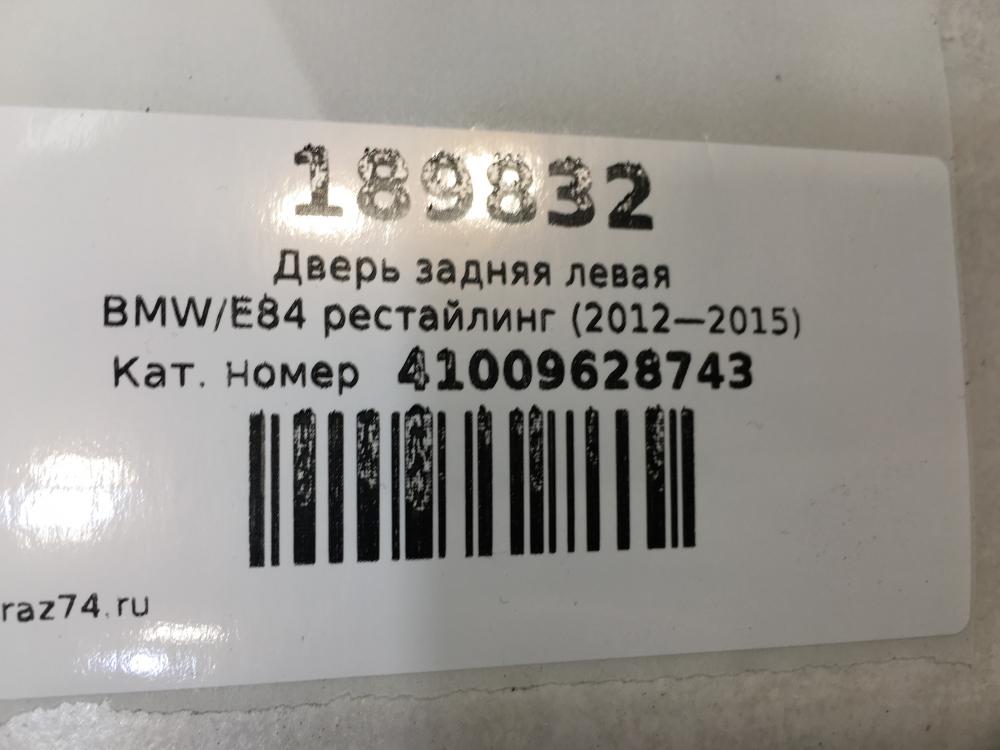 189832
Дверь задняя левая
BMW/E84 рестайлинг (2012—2015)
Кат. номер 41009628743
raz74.ru